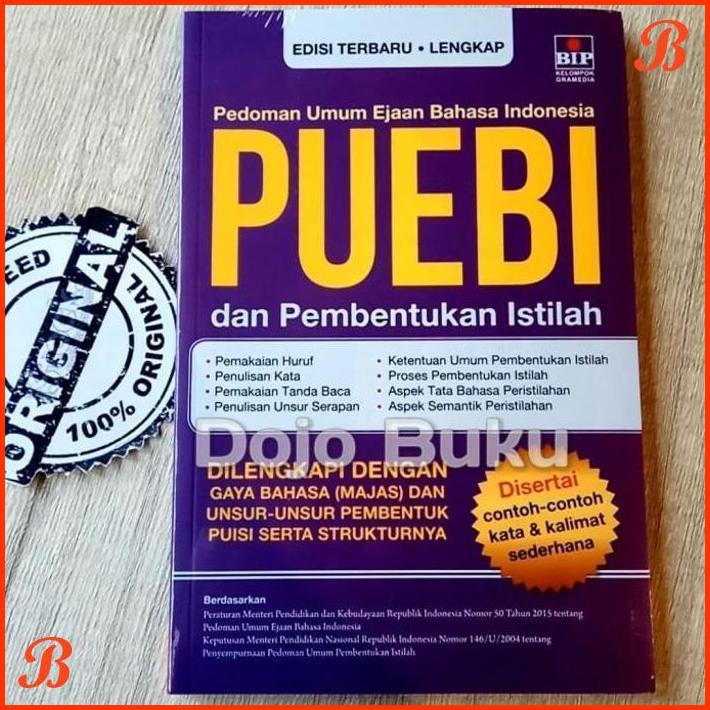 B
EDISI TERBARU • LENGKAP
BIP
KELOMPOK
GRAMEDIA
Pedoman Umum Ejaan Bahasa Indonesia
PUEBI
dan Pembentukan Istilah
• Pemakaian Huruf
• Penulisan Kata
• Pemakaian Tanda Baca
• Penulisan Unsur Serapan
• Ketentuan Umum Pembentukan Istilah
• Proses Pembentukan Istilah
• Aspek Tata Bahasa Peristilahan
• Aspek Semantik Peristilahan
EED
ORIGINAL
100% ORIGINAL
Dojo Buku
DILENGKAPI DENGAN
GAYA BAHASA (MAJAS) DAN
UNSUR-UNSUR PEMBENTUK
PUISI SERTA STRUKTURNYA
Disertai
contoh-contoh
kata & kalimat
sederhana
Berdasarkan
Peraturan Menteri Pendidikan dan Kebudayaan Republik Indonesia Nomor 50 Tahun 2015 tentang
Pedoman Umum Ejaan Bahasa Indonesia
Keputusan Menteri Pendidikan Nasional Republik Indonesia Nomor 146/U/2004 tentang
Penyempurnaan Pedoman Umum Pembentukan Istilah
B